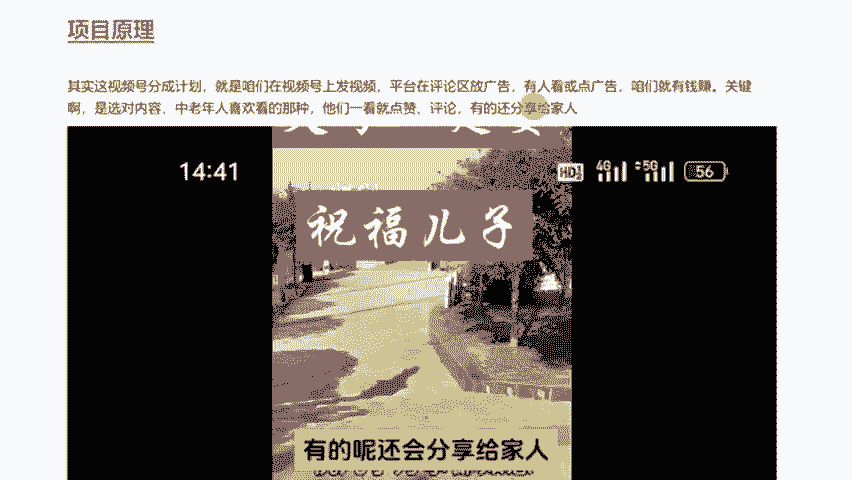 项目原理
其实这视频号分成计划，就是咱们在视频号上发视频，平台在评论区放广告，有人看或点广告，咱们就有钱赚。关键
啊，是选对内容，中老年人喜欢看的那种，他们一看就点赞、评论，有的还分享给家人
14:41
HD 4G 5G 56
祝福儿子
有的呢还会分享给家人